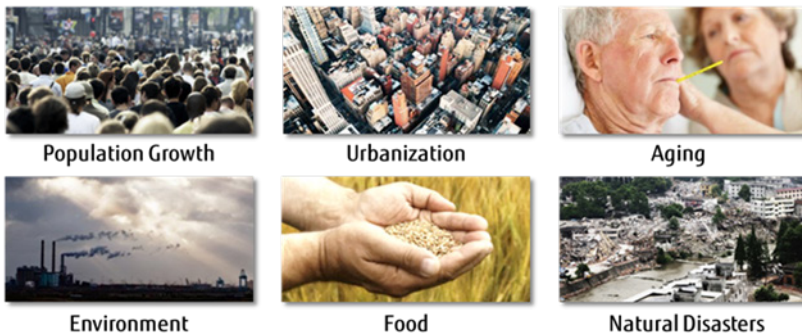 Population Growth
Urbanization
Aging
Environment
Food
Natural Disasters